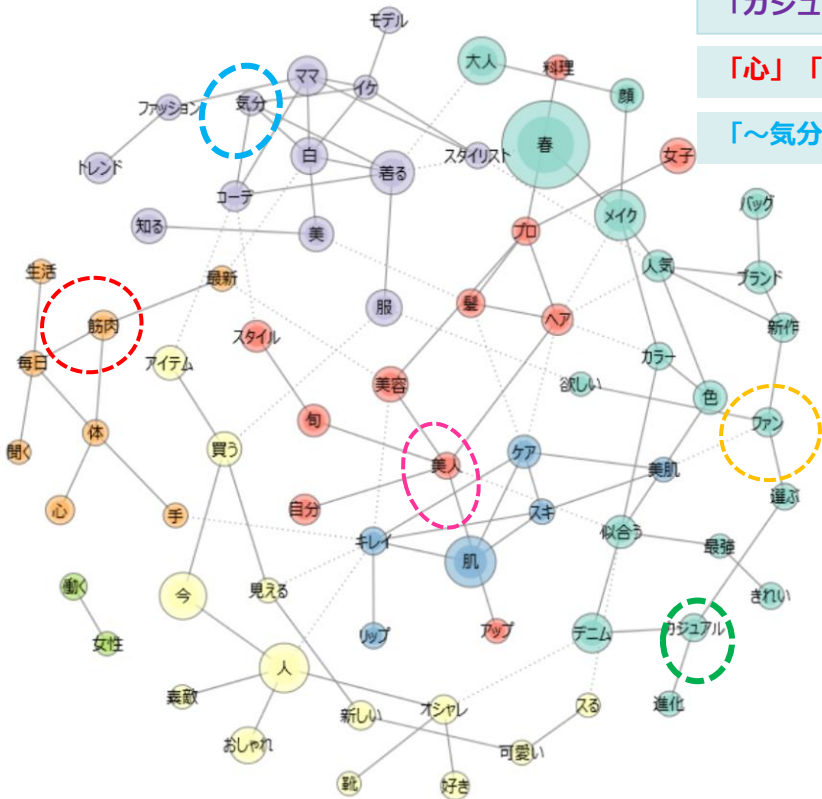 「カジュ
「心」「
「～気分
モデル
ママ
大人
料理
イケ
気分
顔
ファッション
春
白
スタイリスト
女子
トレンド
着る
コーデ
バッグ
知る
美
メイク
プロ
人気
生活
最新
ブランド
筋肉
服
髪
ヘア
新作
スタイル
毎日
アイテム
カラー
美容
欲しい
色
旬
ファン
体
買う
聞く
美人
ケア
美肌
選ぶ
心
手
自分
スキ
似合う
キレイ
最強
肌
働く
今
見える
きれい
女性
リップ
アップ
デニム
カジュアル
人
素敵
新しい
オシャレ
スる
進化
おしゃれ
可愛い
靴
好き